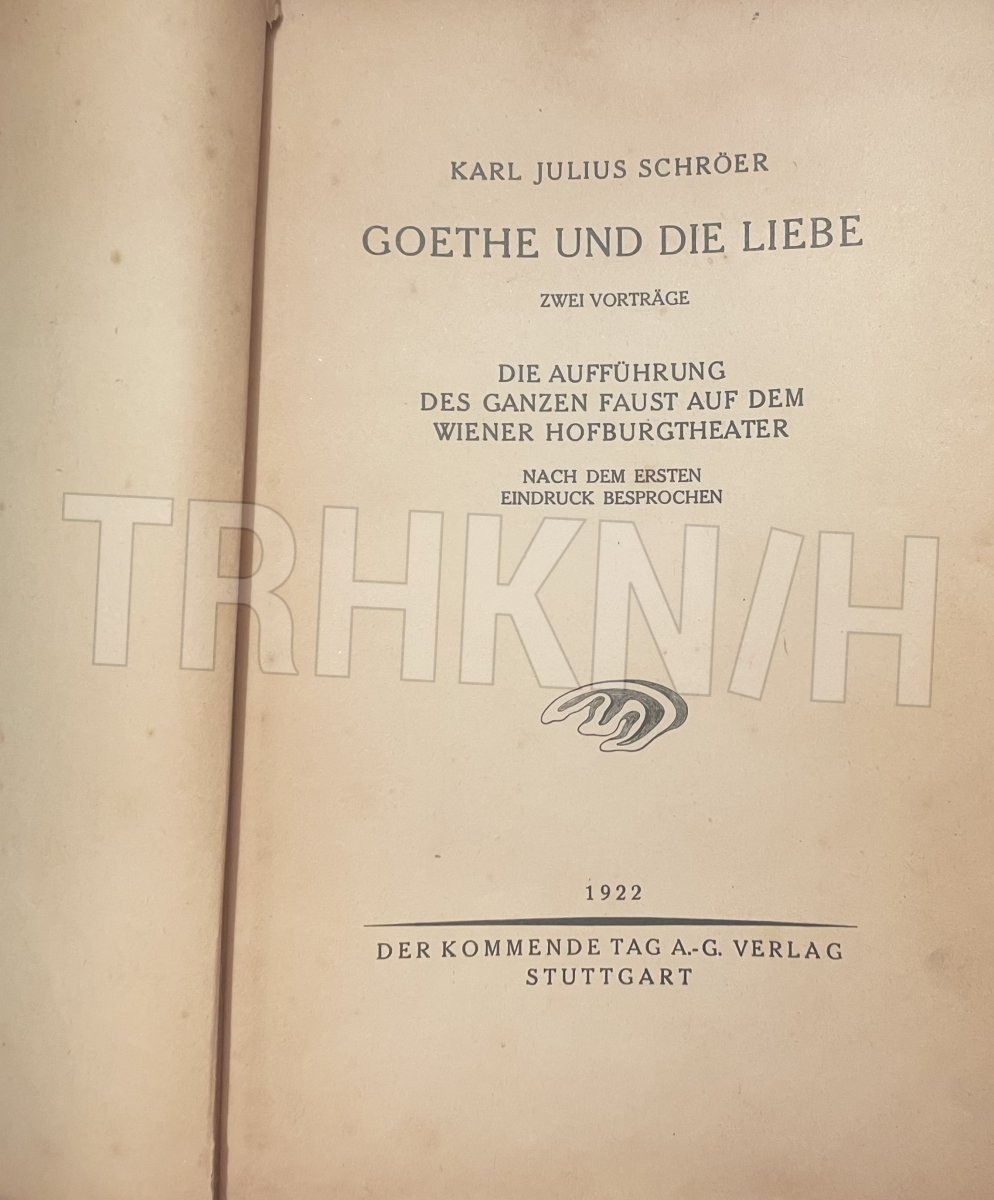 KARL JULIUS SCHRÖER
GOETHE UND DIE LIEBE
ZWEI VORTRÄGE
DIE AUFFÜHRUNG
DES GANZEN FAUST AUF DEM
WIENER HOFBURGTHEATER
NACH DEM ERSTEN
EINDRUCK BESPROCHEN
TRHKN/H
1922
DER KOMMENDE TAG A.-G. VERLAG
STUTTGART